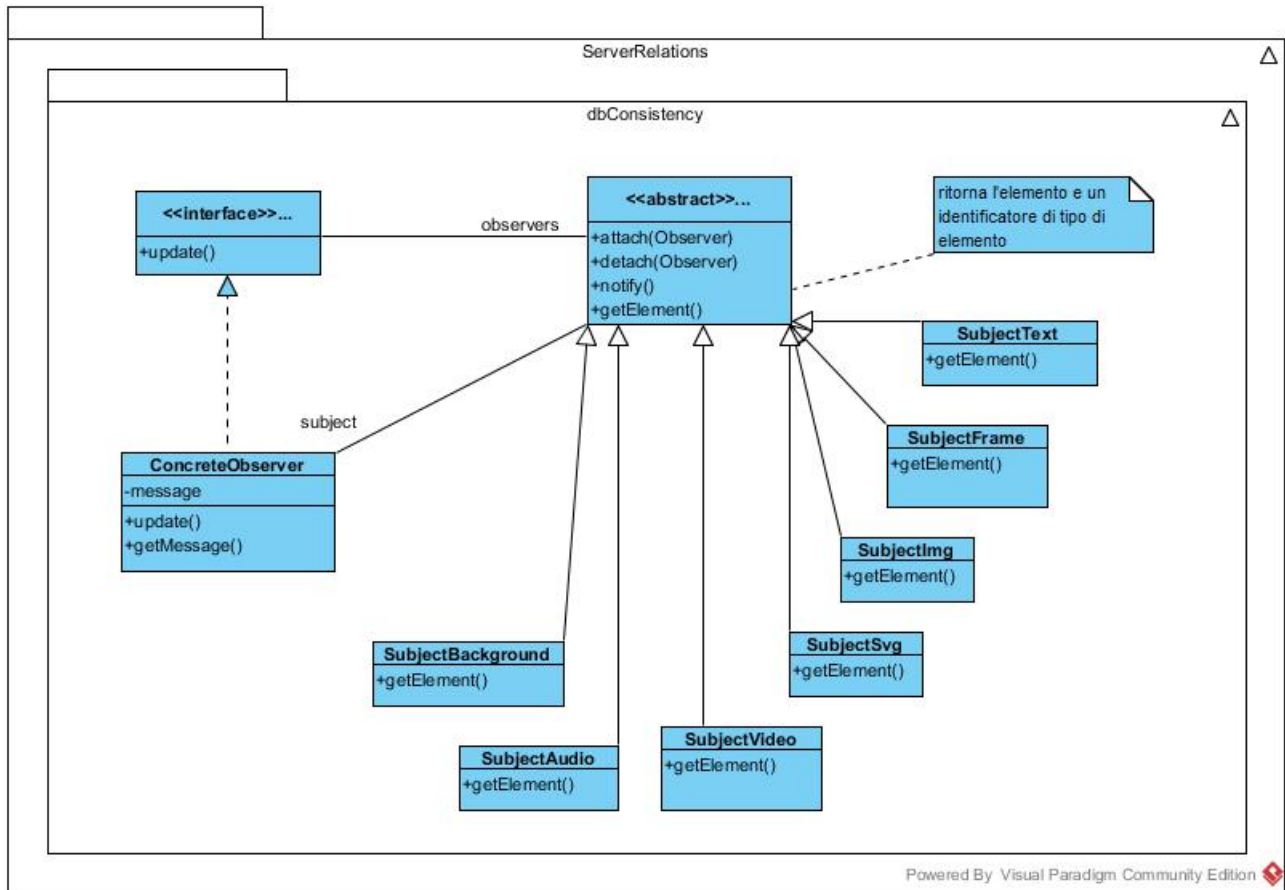 ServerRelations
dbConsistency
<<interface>>...
+update()
observers
<<abstract>>...
+attach(Observer)
+detach(Observer)
+notify()
+getElement()
ritorna l'elemento e un
identificatore di tipo di
elemento
subject
ConcreteObserver
-message
+update()
+getMessage()
SubjectText
+getElement()
SubjectFrame
+getElement()
SubjectImg
+getElement()
SubjectSvg
+getElement()
SubjectBackground
+getElement()
SubjectAudio
+getElement()
SubjectVideo
+getElement()
Powered By Visual Paradigm Community Edition